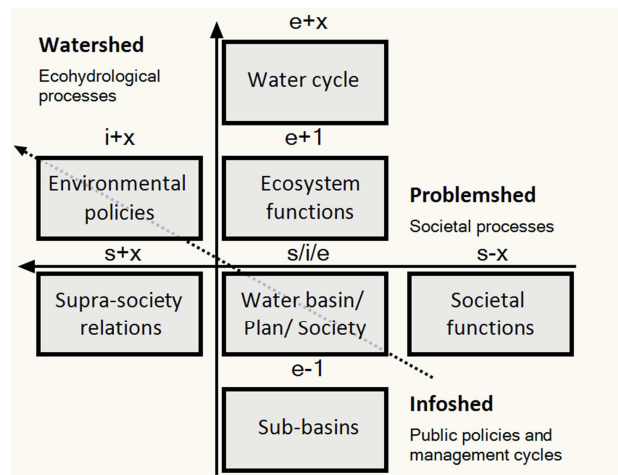 e+x
Watershed
Ecohydrological
processes
Water cycle
i+x
e+1
Environmental
policies
Ecosystem
functions
Problemshed
Societal processes
s+x
s/i/e
s-x
Supra-society
relations
Water basin/
Plan/ Society
Societal
functions
e-1
Sub-basins
Infoshed
Public policies and
management cycles